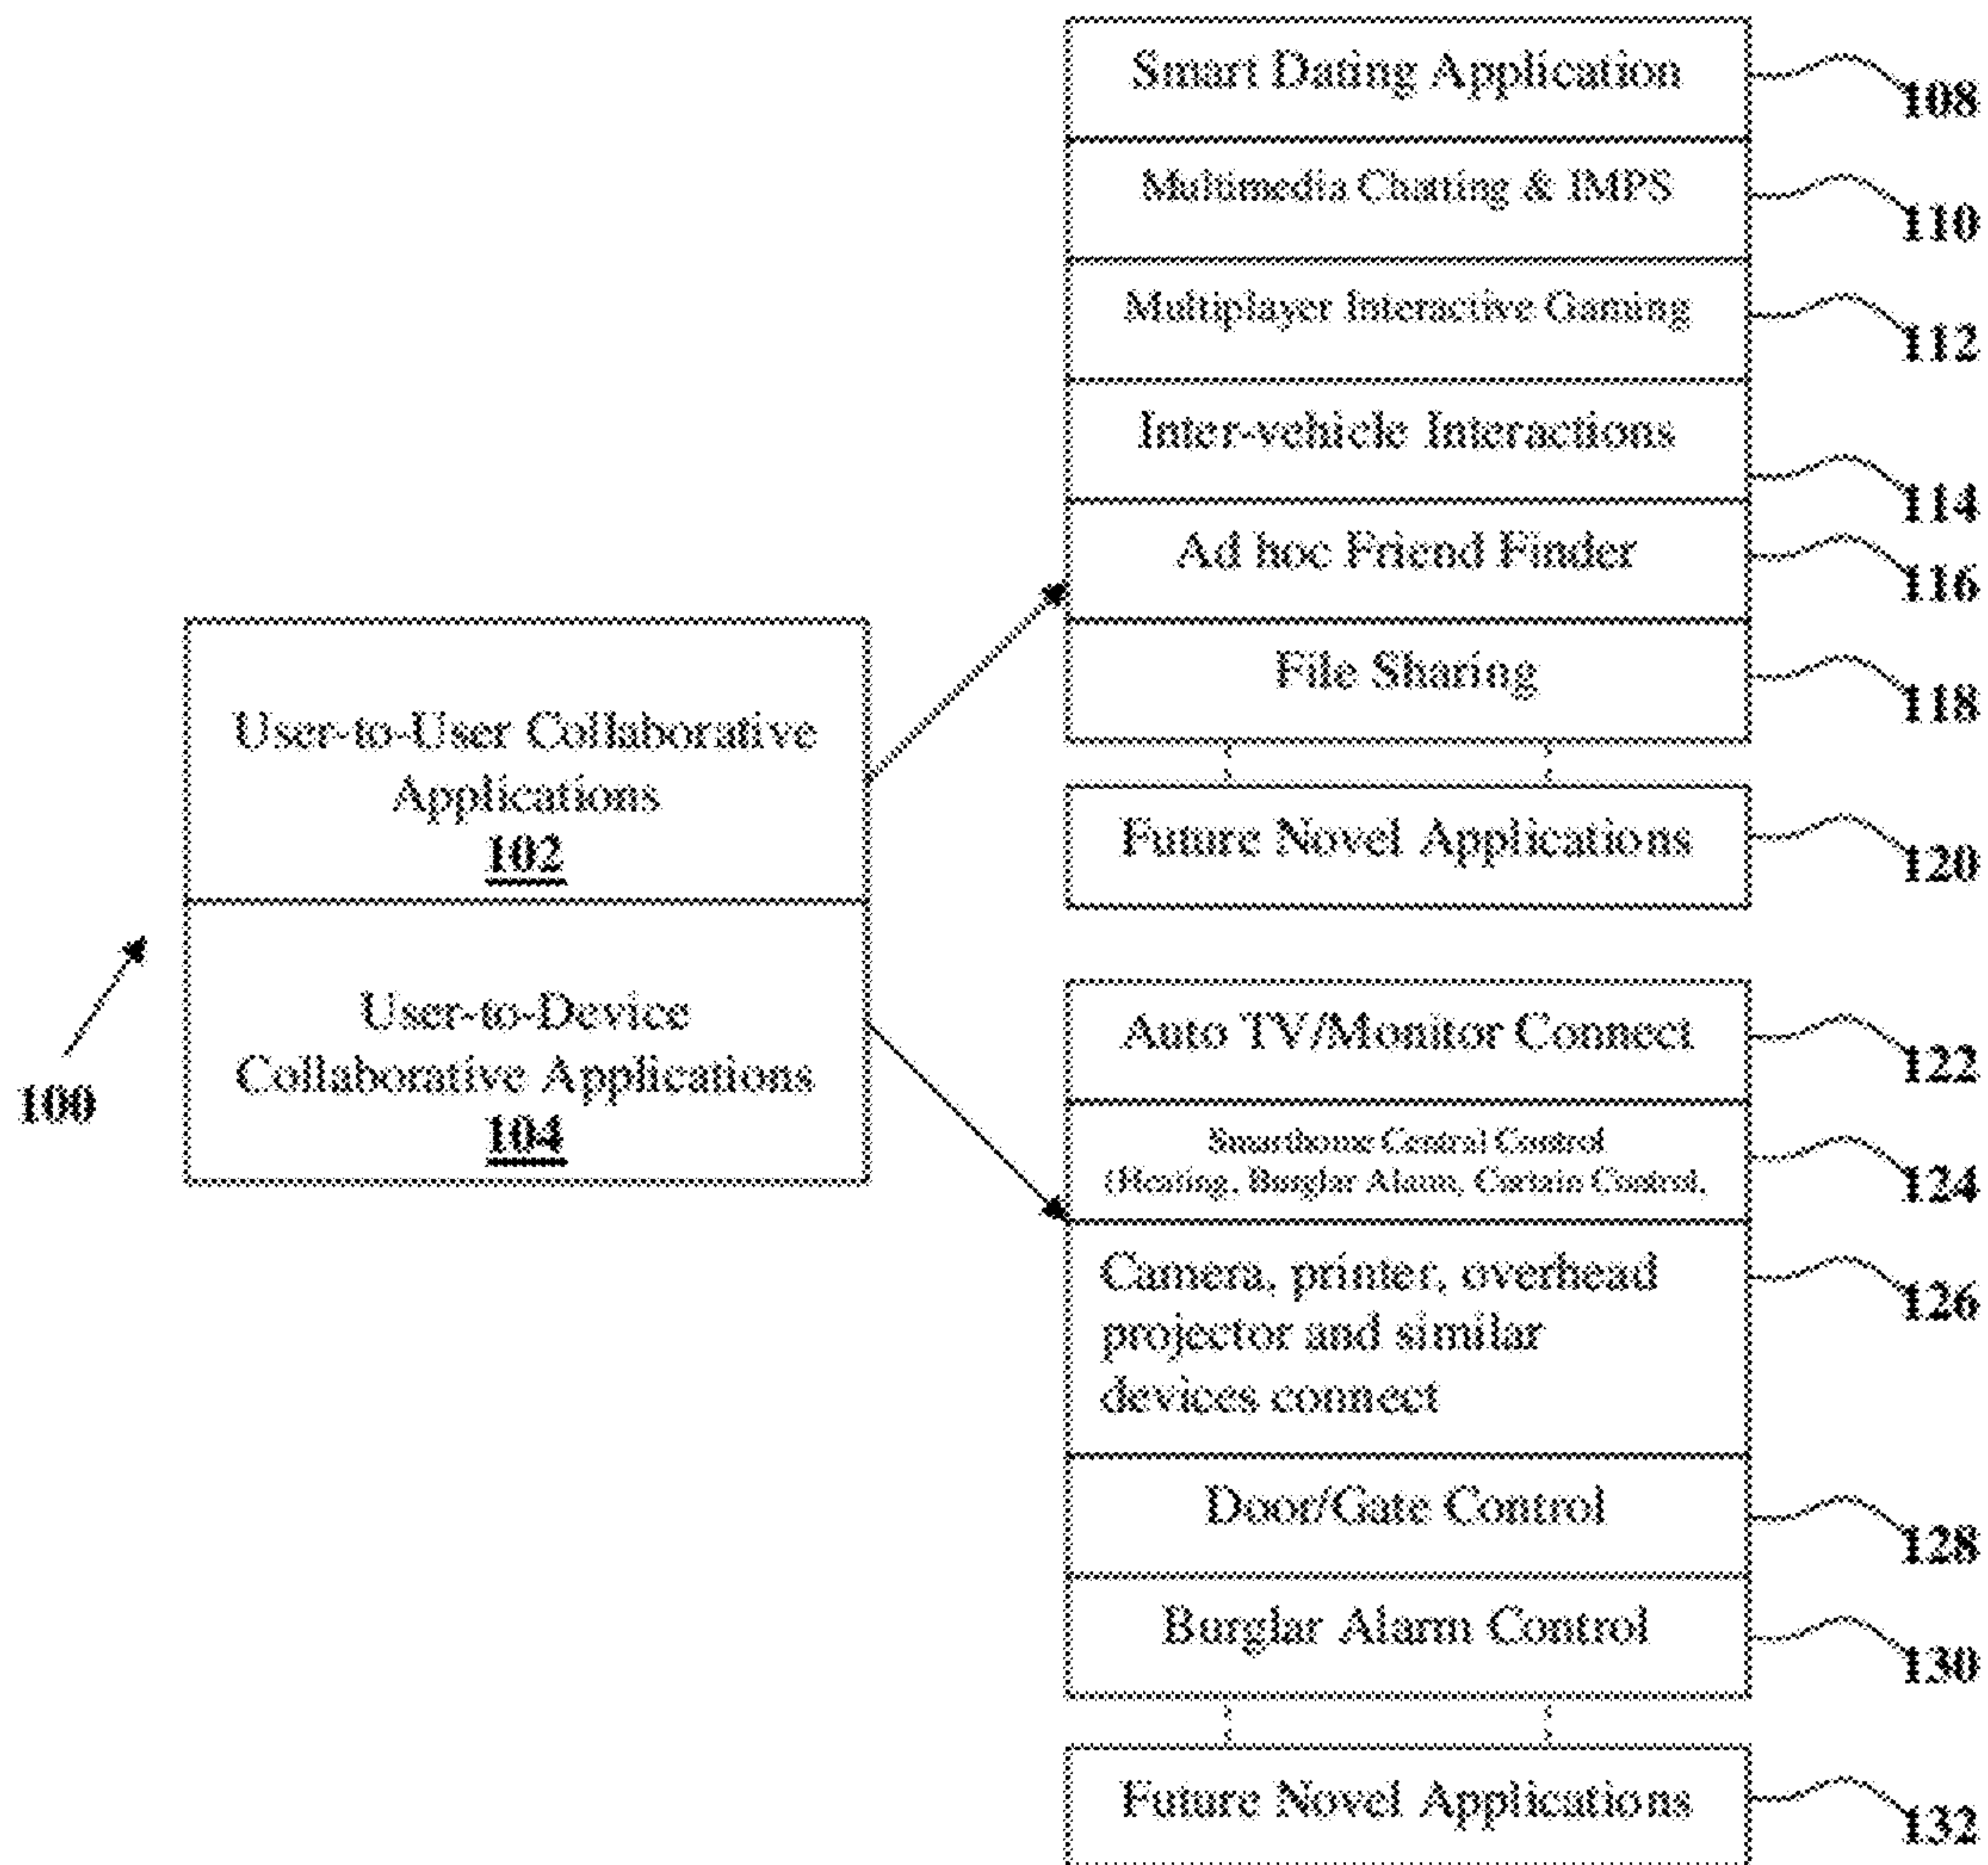 Smart Dating Application
108
Multimedia Chatting & IMPS
110
Multiplayer Interactive Gaming
112
Inter-vehicle Interactions
114
Ad hoc Friend Finder
116
File Sharing
118
Future Novel Applications
120
User-to-User Collaborative
Applications
102
User-to-Device
Collaborative Applications
104
100
Auto TV/Monitor Connect
122
Smarthome Central Control
(Heating, Burglar Alarm, Curtain Control,
124
Camera, printer, overhead
projector and similar
devices connect
126
Door/Gate Control
128
Burglar Alarm Control
130
Future Novel Applications
132